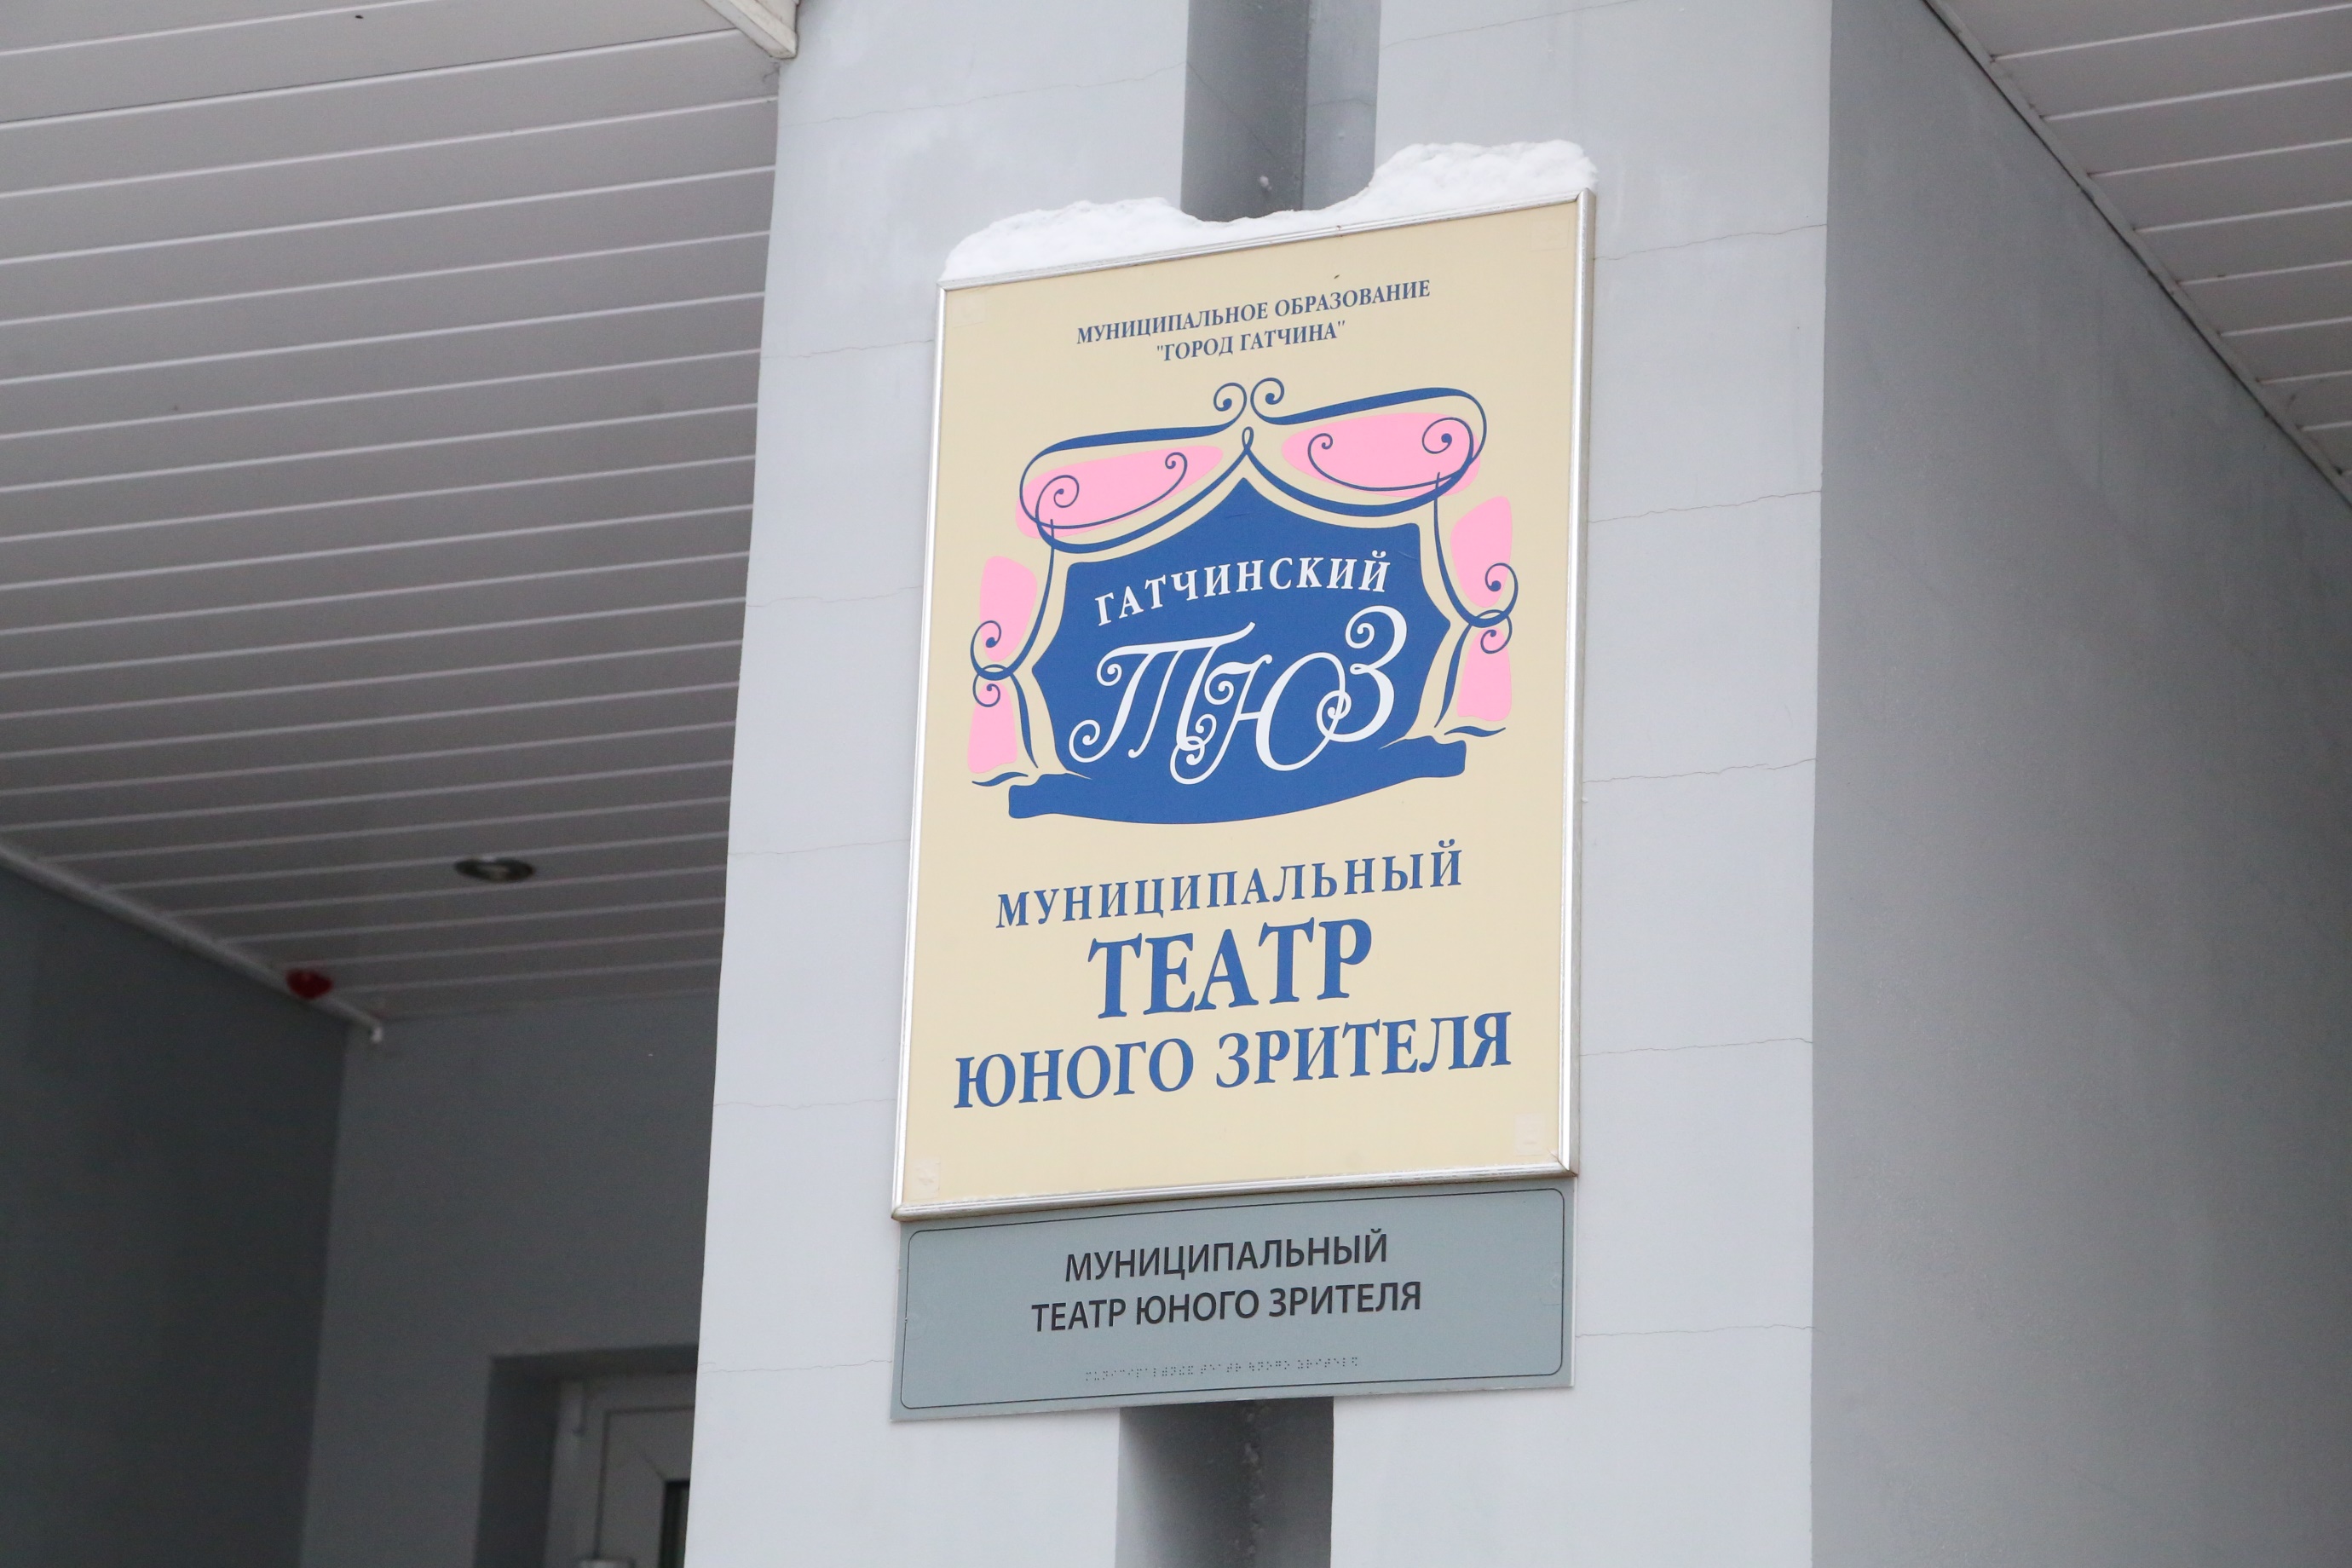 МУНИЦИПАЛЬНОЕ ОБРАЗОВАНИЕ
"ГОРОД ГАТЧИНА"
ГАТЧИНСКИЙ
ТЮЗ
МУНИЦИПАЛЬНЫЙ
ТЕАТР
ЮНОГО ЗРИТЕЛЯ
МУНИЦИПАЛЬНЫЙ
ТЕАТР ЮНОГО ЗРИТЕЛЯ